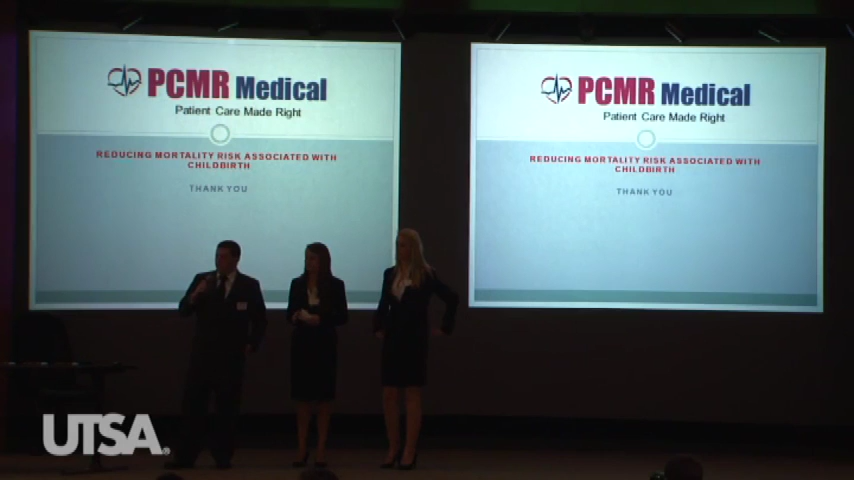 PCMR Medical
Patient Care Made Right
REDUCING MORTALITY RISK ASSOCIATED WITH
CHILDBIRTH
THANK YOU
PCMR Medical
Patient Care Made Right
REDUCING MORTALITY RISK ASSOCIATED WITH
CHILDBIRTH
THANK YOU
UTSA®